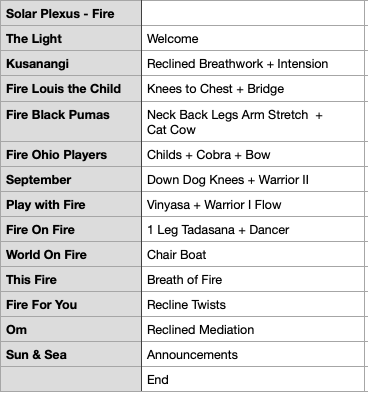 Solar Plexus - Fire
The Light Welcome
Kusanangi Reclined Breathwork + Intension
Fire Louis the Child Knees to Chest + Bridge
Fire Black Pumas Neck Back Legs Arm Stretch +
Cat Cow
Fire Ohio Players Childs + Cobra + Bow
September Down Dog Knees + Warrior II
Play with Fire Vinyasa + Warrior I Flow
Fire On Fire 1 Leg Tadasana + Dancer
World On Fire Chair Boat
This Fire Breath of Fire
Fire For You Recline Twists
Om Reclined Mediation
Sun & Sea Announcements
End